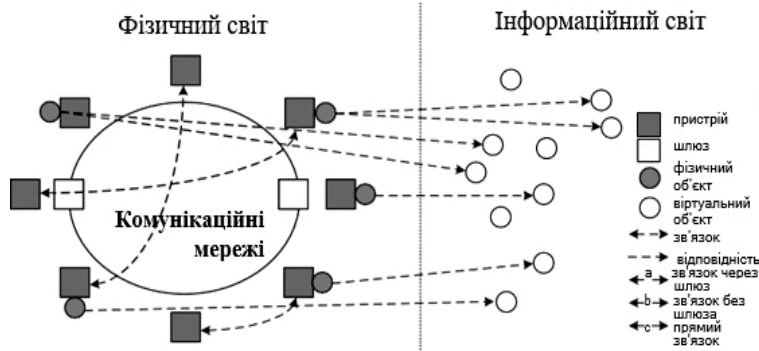 Фізичний світ
Інформаційний світ
Комунікаційні
мережі
пристрій
шлюз
фізичний
об'єкт
віртуальний
об'єкт
зв'язок
відповідність
a зв'язок через
шлюз
b зв'язок без
шлюза
c прямий
зв'язок